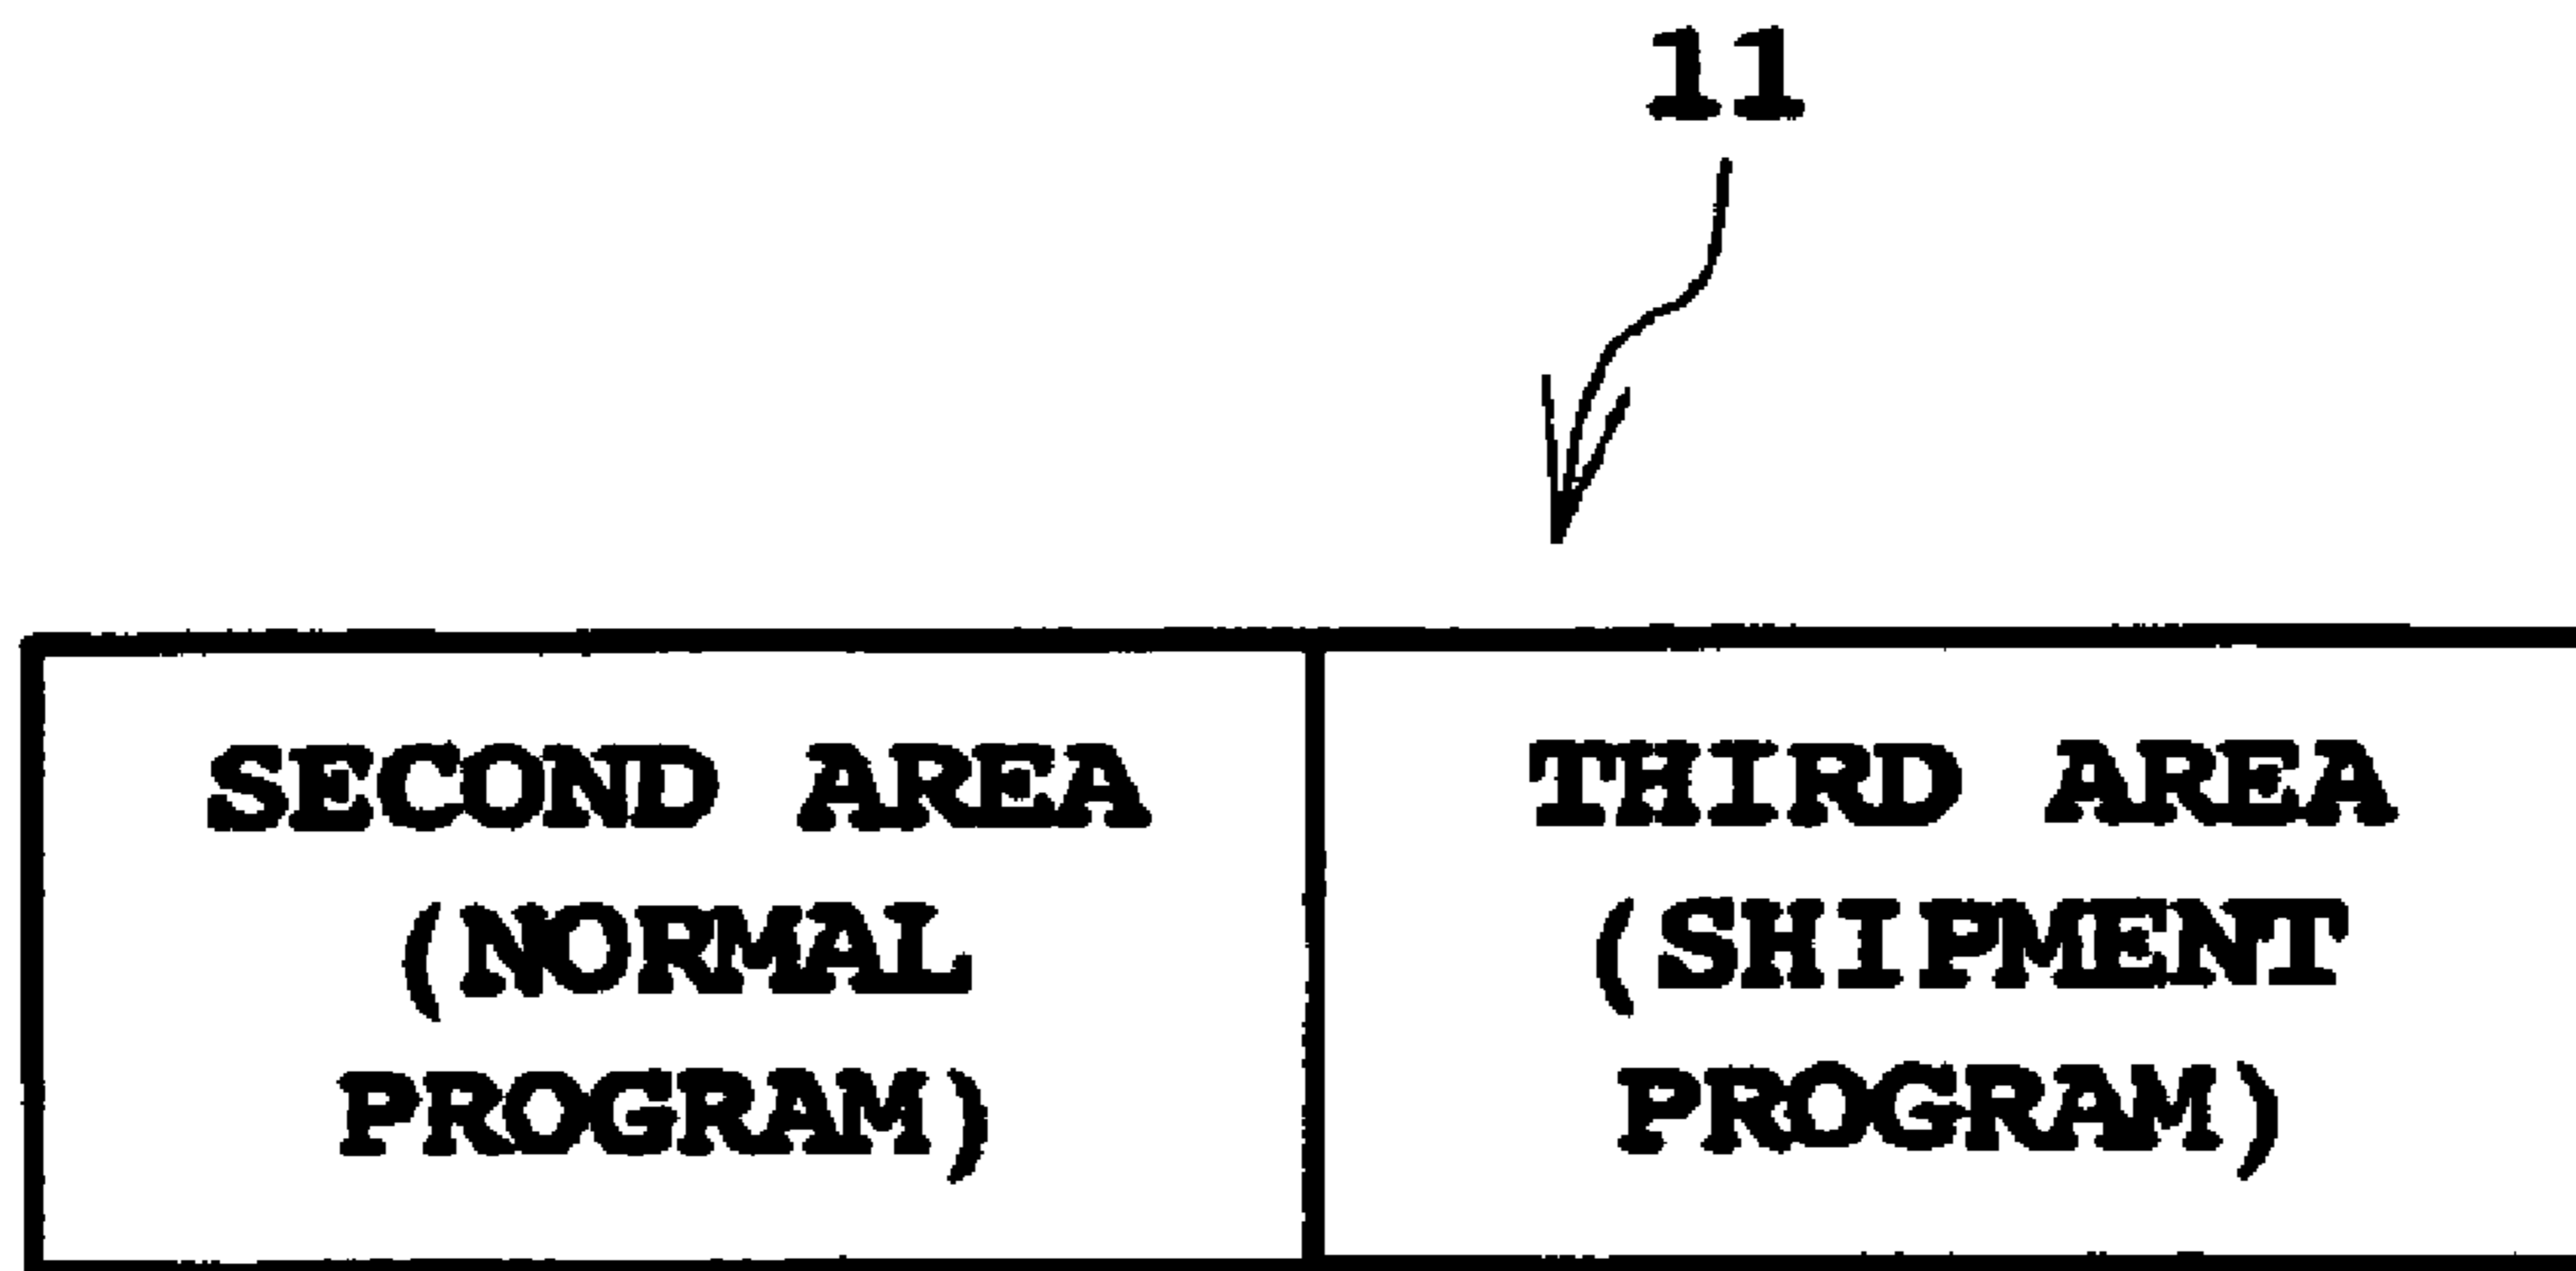 11
SECOND AREA
(NORMAL
PROGRAM)
THIRD AREA
(SHIPMENT
PROGRAM)